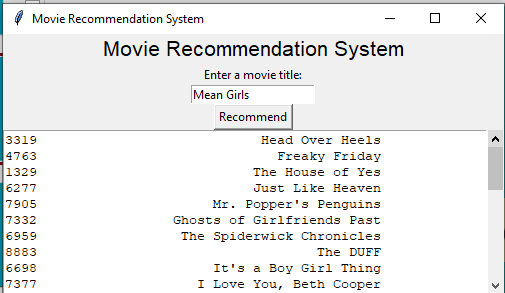 Movie Recommendation System
Movie Recommendation System
Enter a movie title:
Mean Girls
Recommend
3319 Head Over Heels
4763 Freaky Friday
1329 The House of Yes
6277 Just Like Heaven
7905 Mr. Popper's Penguins
7332 Ghosts of Girlfriends Past
6959 The Spiderwick Chronicles
8883 The DUFF
6698 It's a Boy Girl Thing
7377 I Love You, Beth Cooper